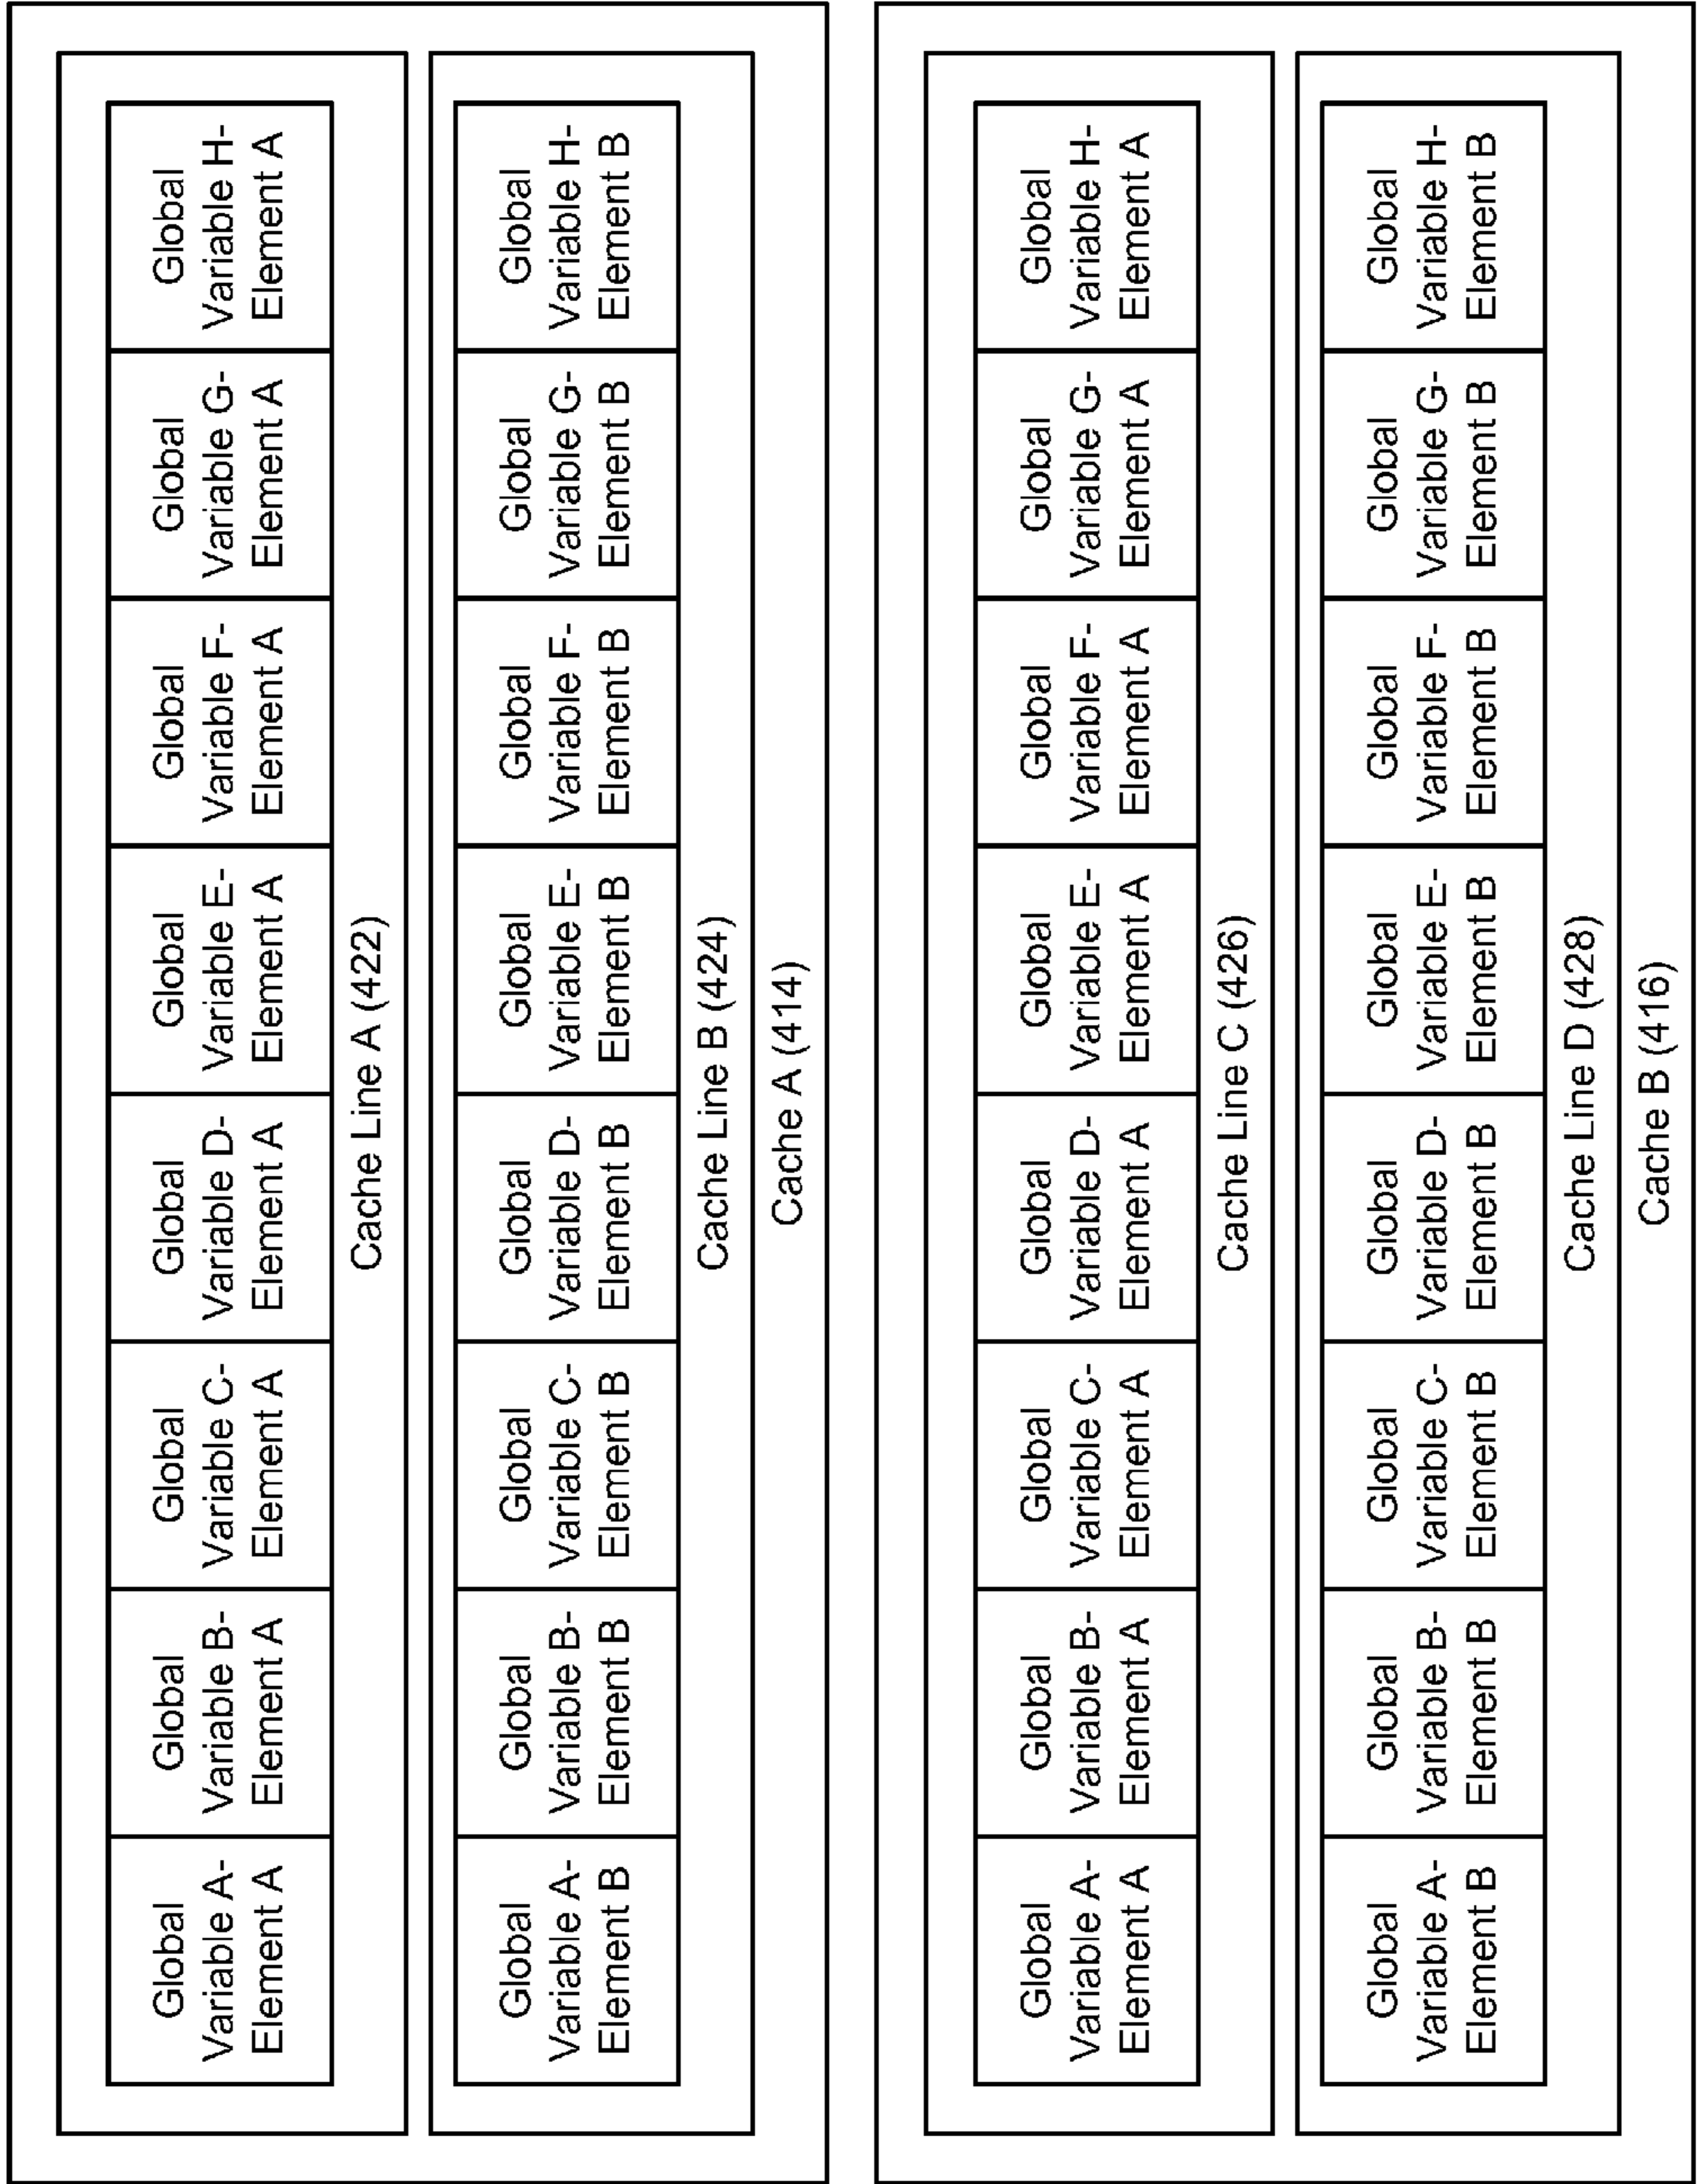 Global
Variable A-
Element A
Global
Variable B-
Element A
Global
Variable C-
Element A
Global
Variable D-
Element A
Global
Variable E-
Element A
Global
Variable F-
Element A
Global
Variable G-
Element A
Global
Variable H-
Element A
Cache Line A (422)
Global
Variable A-
Element B
Global
Variable B-
Element B
Global
Variable C-
Element B
Global
Variable D-
Element B
Global
Variable E-
Element B
Global
Variable F-
Element B
Global
Variable G-
Element B
Global
Variable H-
Element B
Cache Line B (424)
Cache A (414)
Global
Variable A-
Element A
Global
Variable B-
Element A
Global
Variable C-
Element A
Global
Variable D-
Element A
Global
Variable E-
Element A
Global
Variable F-
Element A
Global
Variable G-
Element A
Global
Variable H-
Element A
Cache Line C (426)
Global
Variable A-
Element B
Global
Variable B-
Element B
Global
Variable C-
Element B
Global
Variable D-
Element B
Global
Variable E-
Element B
Global
Variable F-
Element B
Global
Variable G-
Element B
Global
Variable H-
Element B
Cache Line D (428)
Cache B (416)